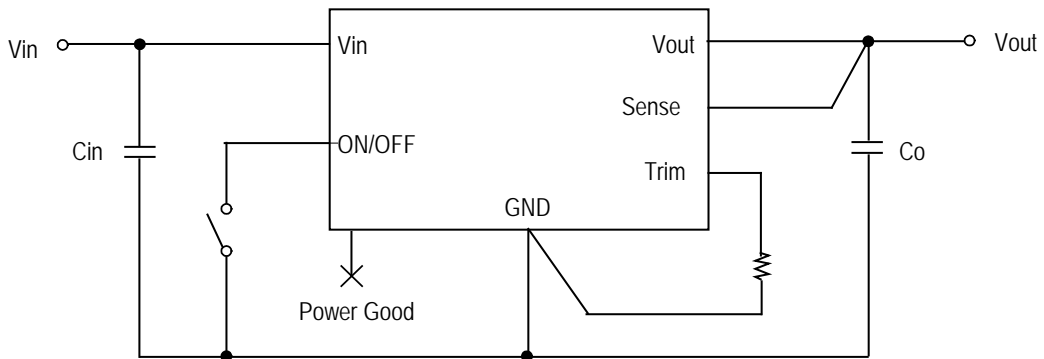 Vin
Vin
Vout
Vout
Sense
Cin
ON/OFF
Co
Trim
GND
Power Good